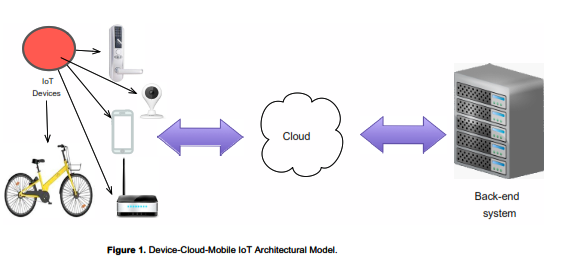 IoT
Devices
Cloud
Back-end
system
Figure 1. Device-Cloud-Mobile IoT Architectural Model.